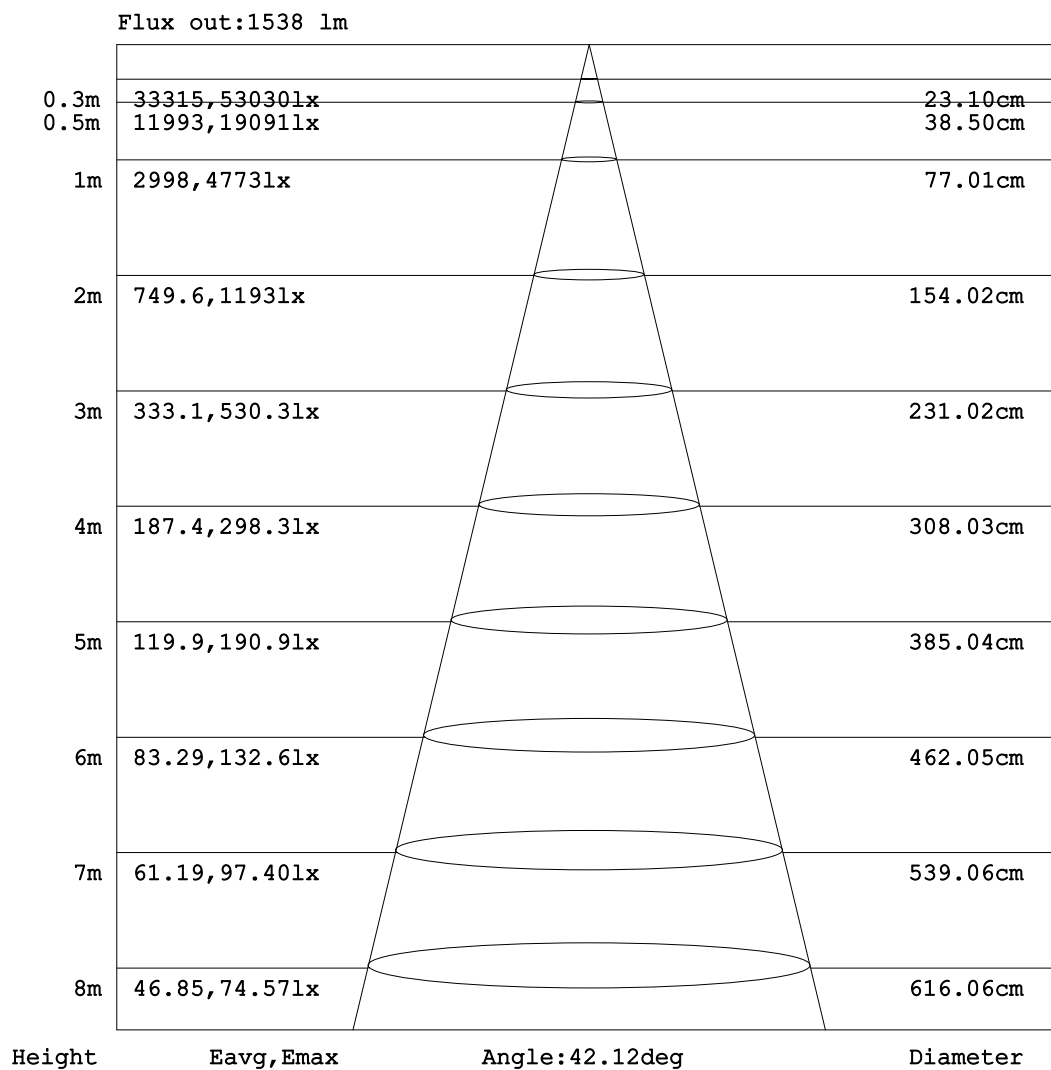 Flux out:1538 lm
0.3m 33315,53030lx 23.10cm
0.5m 11993,19091lx 38.50cm
1m 2998,4773lx 77.01cm
2m 749.6,1193lx 154.02cm
3m 333.1,530.3lx 231.02cm
4m 187.4,298.3lx 308.03cm
5m 119.9,190.9lx 385.04cm
6m 83.29,132.6lx 462.05cm
7m 61.19,97.40lx 539.06cm
8m 46.85,74.57lx 616.06cm
Height Eavg,Emax Angle:42.12deg Diameter